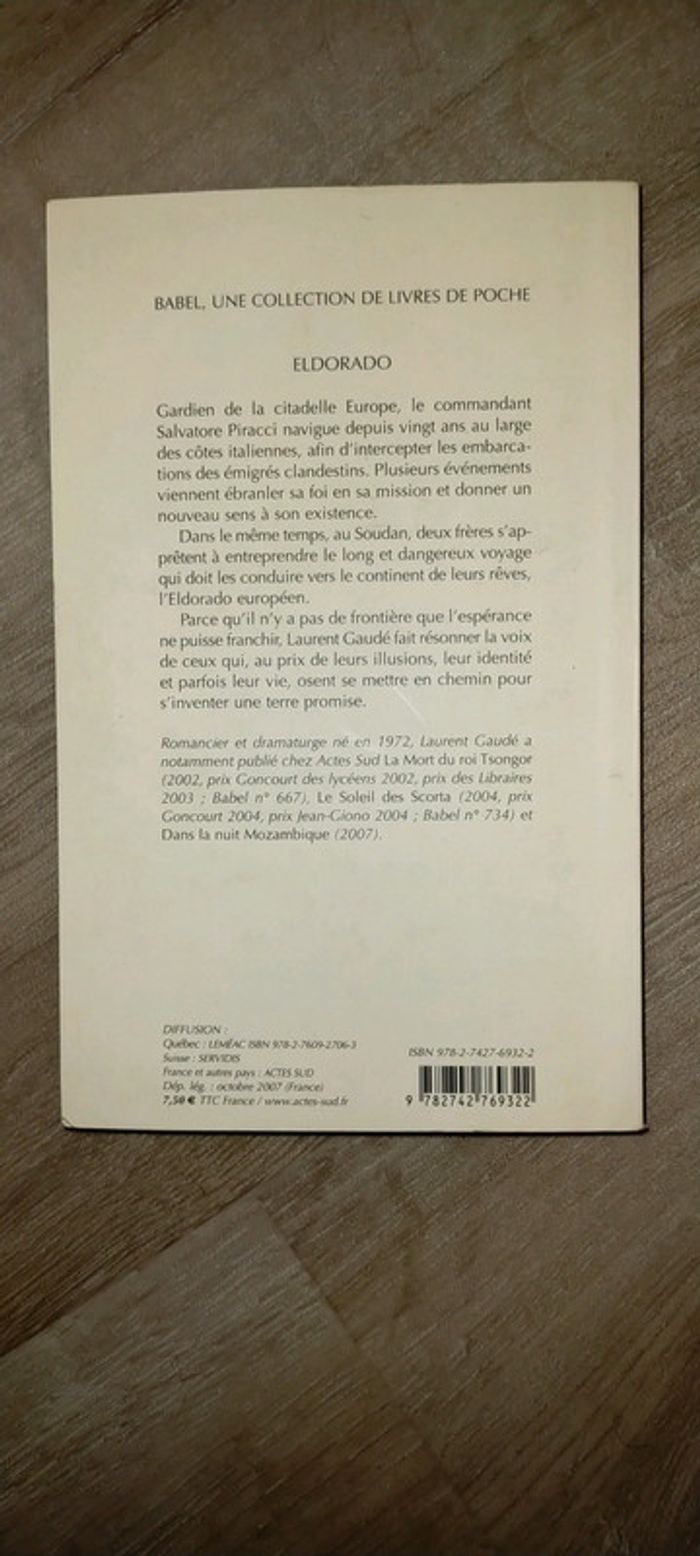 BABEL, UNE COLLECTION DE LIVRES DE POCHE
ELDORADO
Gardien de la citadelle Europe, le commandant
Salvatore Piracci navigue depuis vingt ans au large
des côtes italiennes, afin d'intercepter les embarca-
tions des émigrés clandestins. Plusieurs événements
viennent ébranler sa foi en sa mission et donner un
nouveau sens à son existence.
Dans le même temps, au Soudan, deux frères s'ap-
prêtent à entreprendre le long et dangereux voyage
qui doit les conduire vers le continent de leurs rêves,
l'Eldorado européen.
Parce qu'il n'y a pas de frontière que l'espérance
ne puisse franchir, Laurent Gaudé fait résonner la voix
de ceux qui, au prix de leurs illusions, leur identité
et parfois leur vie, osent se mettre en chemin pour
s'inventer une terre promise.
Romancier et dramaturge né en 1972, Laurent Gaudé a
notamment publié chez Actes Sud La Mort du roi Tsongor
(2002, prix Goncourt des lycéens 2002, prix des Libraires
2003 ; Babel n° 667), Le Soleil des Scorta (2004, prix
Goncourt 2004, prix Jean-Giono 2004 ; Babel n° 734) et
Dans la nuit Mozambique (2007).
DIFFUSION :
Québec : LEMÉAC ISBN 978-2-7609-2706-3
Suisse : SERVIDIS
France et autres pays : ACTES SUD
Dép. lég. : octobre 2007 (France)
7,50 € TTC France / www.actes-sud.fr
ISBN 978-2-7427-6932-2
9 782742 769322